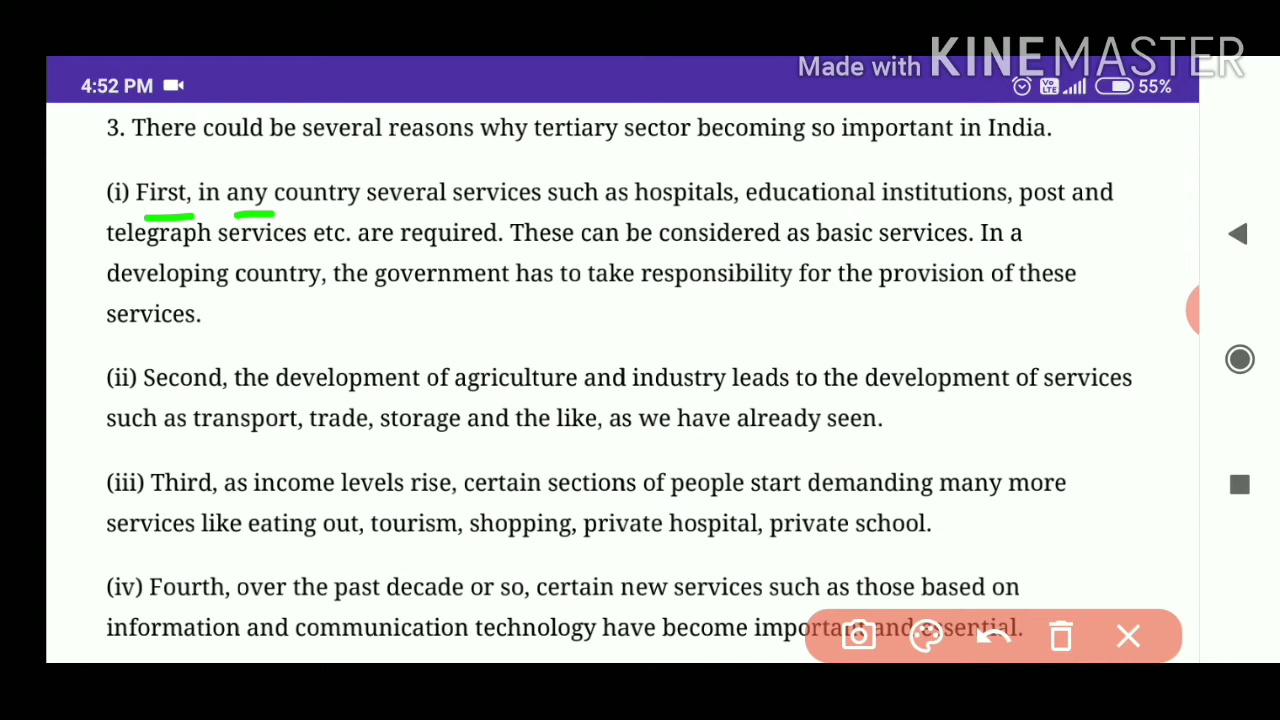 Made with KINEMASTER
4:52 PM Vo LTE 55%
3. There could be several reasons why tertiary sector becoming so important in India.
(i) First, in any country several services such as hospitals, educational institutions, post and
telegraph services etc. are required. These can be considered as basic services. In a
developing country, the government has to take responsibility for the provision of these
services.
(ii) Second, the development of agriculture and industry leads to the development of services
such as transport, trade, storage and the like, as we have already seen.
(iii) Third, as income levels rise, certain sections of people start demanding many more
services like eating out, tourism, shopping, private hospital, private school.
(iv) Fourth, over the past decade or so, certain new services such as those based on
information and communication technology have become important and essential.